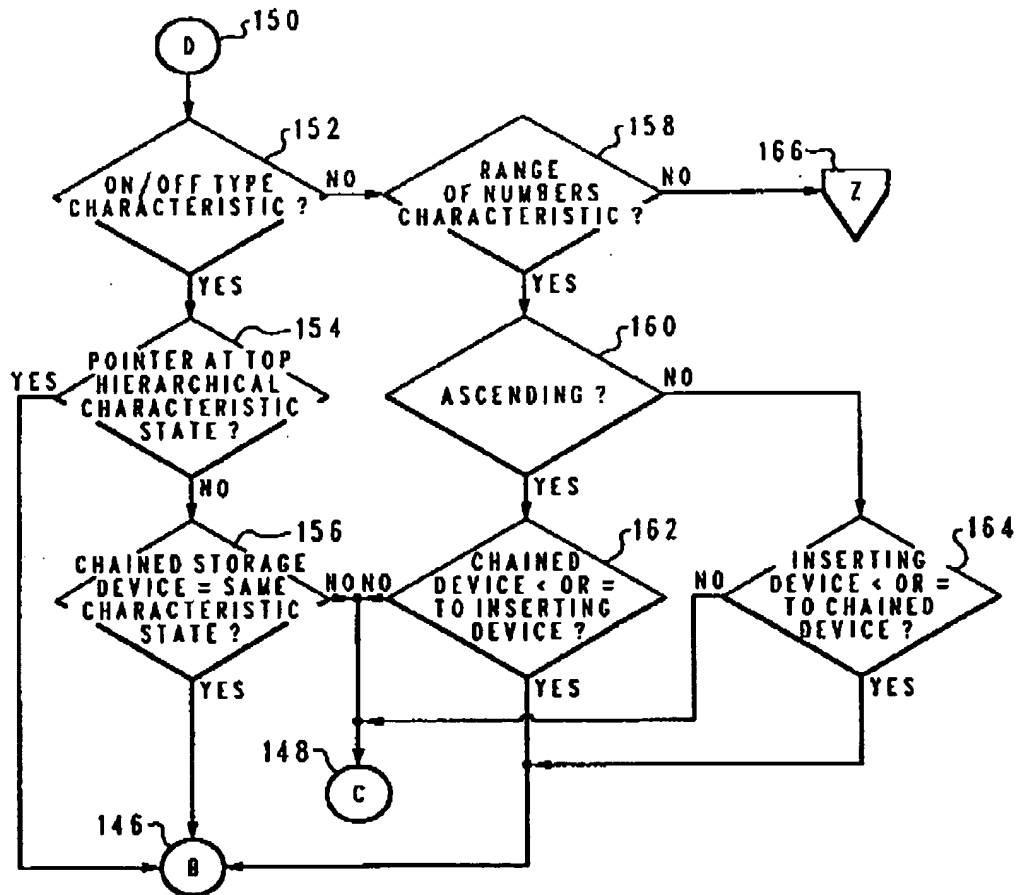 150
D
152
ON/OFF TYPE
CHARACTERISTIC ?
NO
YES
158
RANGE
OF NUMBERS
CHARACTERISTIC ?
NO
YES
166
Z
154
POINTER AT TOP
HIERARCHICAL
CHARACTERISTIC
STATE ?
YES
NO
160
ASCENDING ?
NO
YES
156
CHAINED STORAGE
DEVICE = SAME
CHARACTERISTIC
STATE ?
NO
YES
162
CHAINED
DEVICE < OR =
TO INSERTING
DEVICE ?
NO
YES
164
INSERTING
DEVICE < OR =
TO CHAINED
DEVICE ?
NO
YES
148
C
146
B